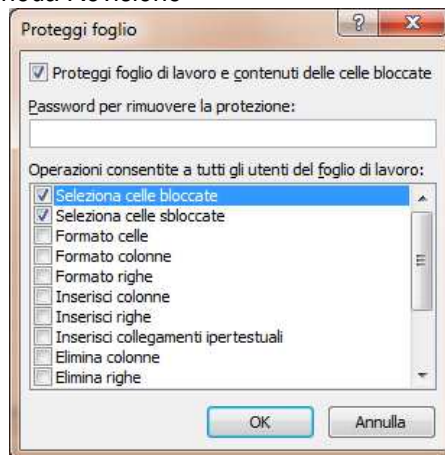 Proteggi foglio
Proteggi foglio di lavoro e contenuti delle celle bloccate
Password per rimuovere la protezione:
Operazioni consentite a tutti gli utenti del foglio di lavoro:
Seleziona celle bloccate
Seleziona celle sbloccate
Formato celle
Formato colonne
Formato righe
Inserisci colonne
Inserisci righe
Inserisci collegamenti ipertestuali
Elimina colonne
Elimina righe
OK Annulla